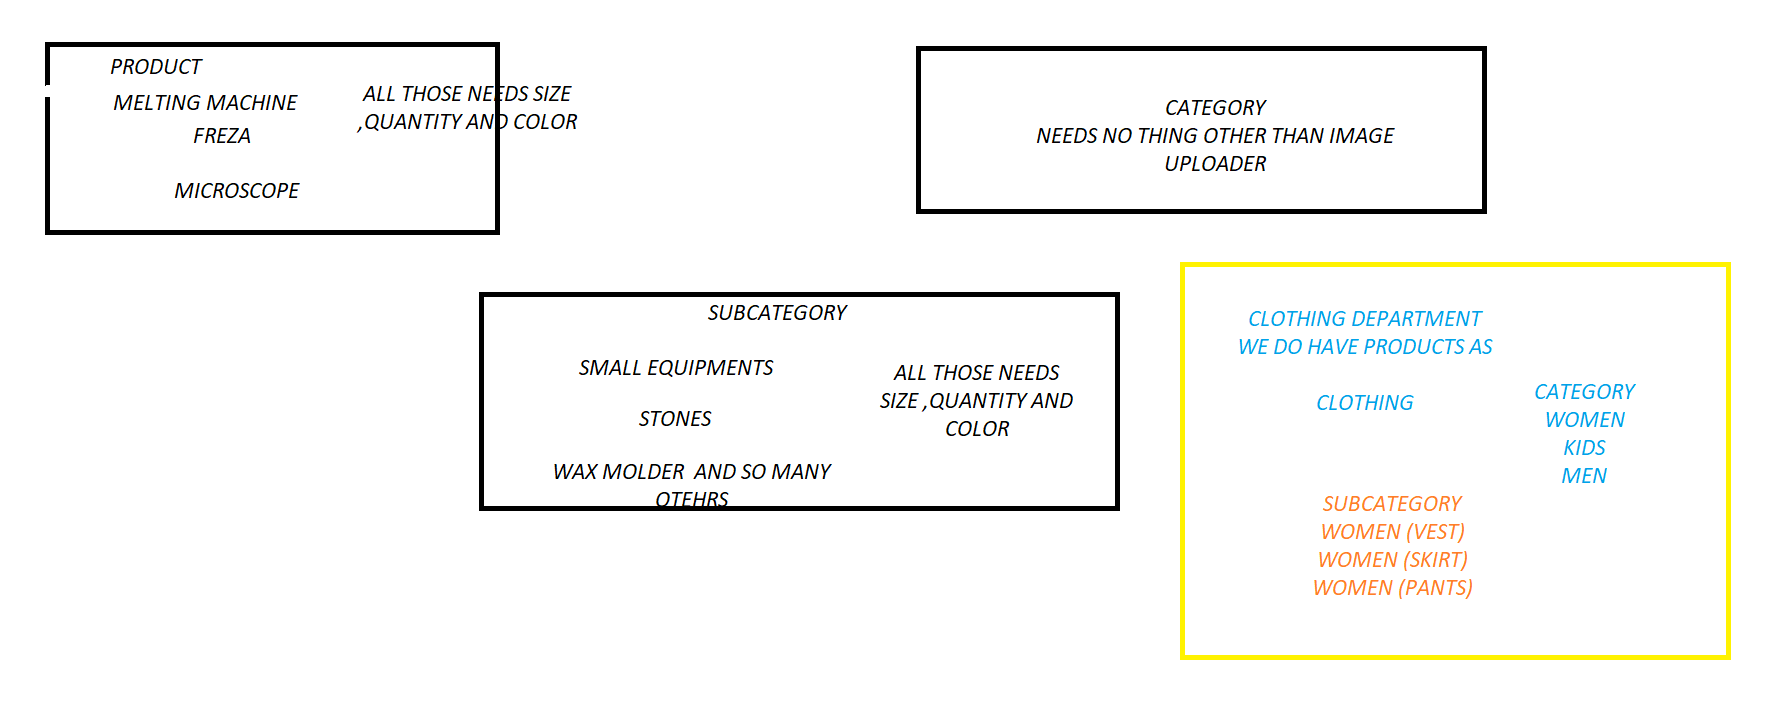 PRODUCT
MELTING MACHINE
FREZA
MICROSCOPE
ALL THOSE NEEDS SIZE
,QUANTITY AND COLOR
CATEGORY
NEEDS NO THING OTHER THAN IMAGE
UPLOADER
SUBCATEGORY
SMALL EQUIPMENTS
STONES
WAX MOLDER  AND SO MANY
OTEHRS
ALL THOSE NEEDS
SIZE ,QUANTITY AND
COLOR
CLOTHING DEPARTMENT
WE DO HAVE PRODUCTS AS
CLOTHING
CATEGORY
WOMEN
KIDS
MEN
SUBCATEGORY
WOMEN (VEST)
WOMEN (SKIRT)
WOMEN (PANTS)